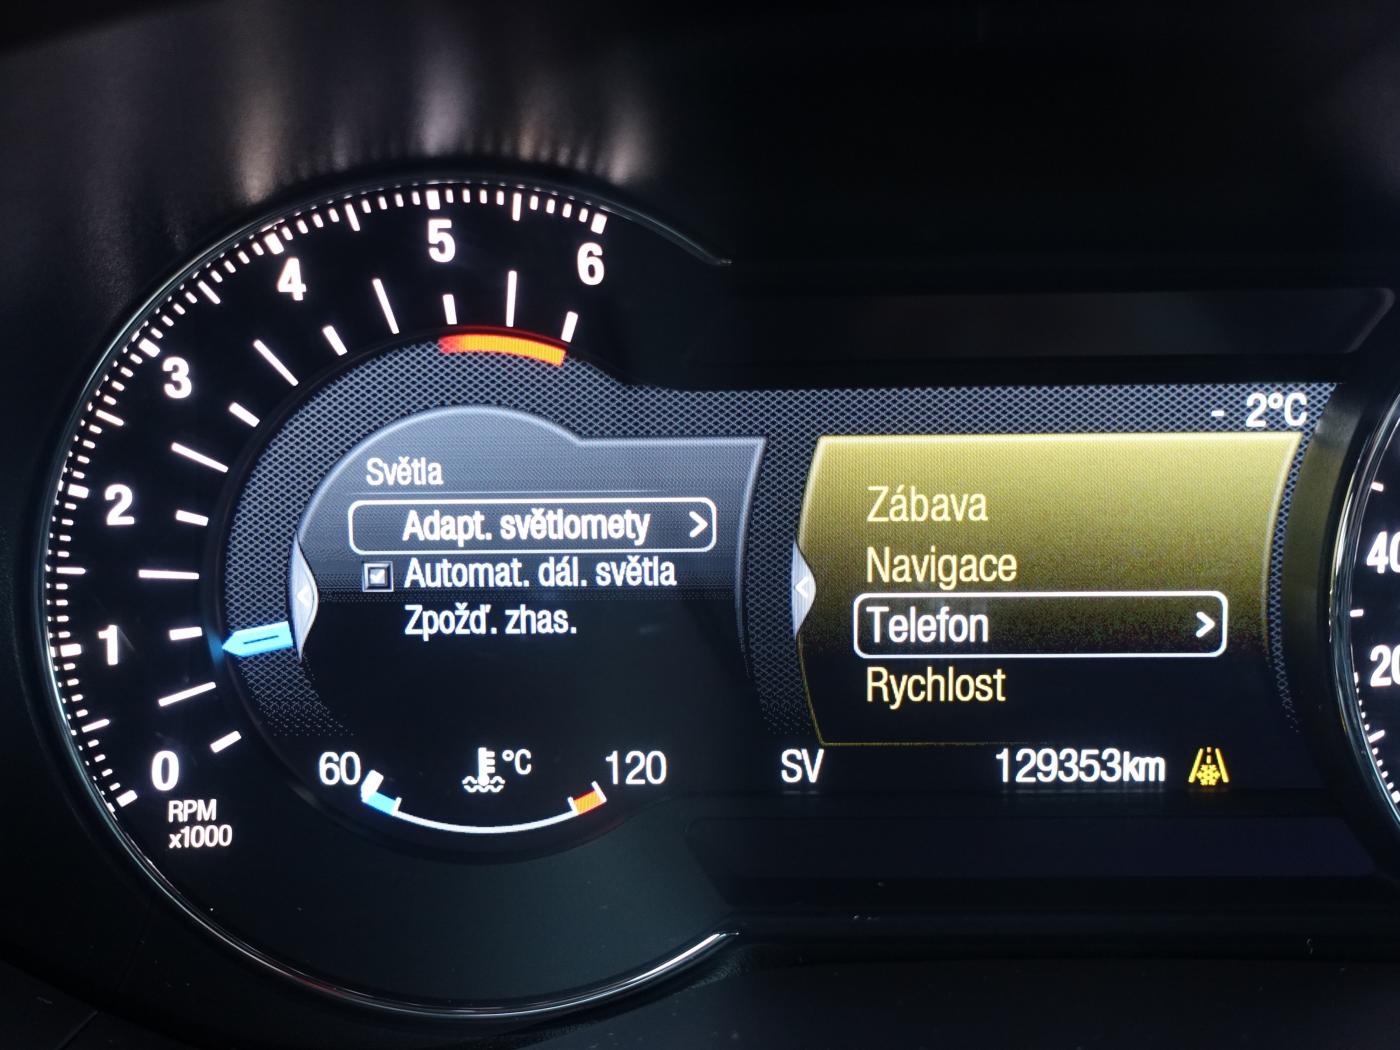 6
5
4
3
2
1
0
RPM
x1000
- 2°C
Světla
Adapt. světlomety
Automat. dál. světla
Zpožď. zhas.
60
°C
120
Zábava
Navigace
Telefon
Rychlost
SV
129353km
20